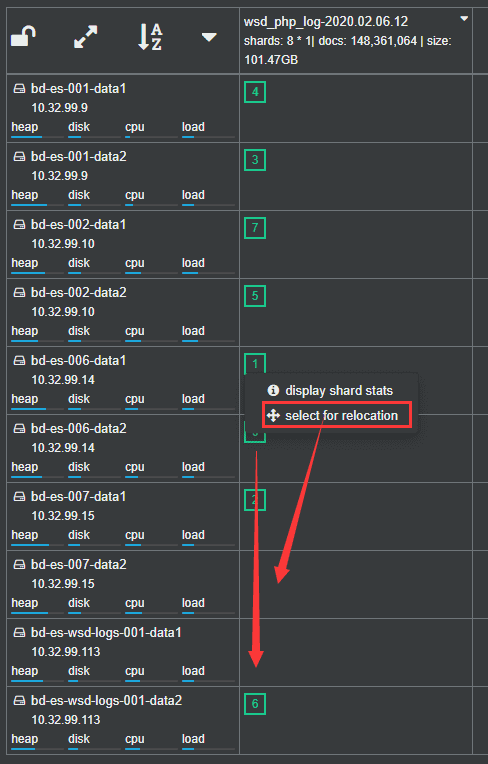 wsd_php_log-2020.02.06.12
shards: 8 * 1| docs: 148,361,064 | size:
101.47GB
bd-es-001-data1
10.32.99.9
heap disk cpu load
4
bd-es-001-data2
10.32.99.9
heap disk cpu load
3
bd-es-002-data1
10.32.99.10
heap disk cpu load
7
bd-es-002-data2
10.32.99.10
heap disk cpu load
5
bd-es-006-data1
10.32.99.14
heap disk cpu load
1
display shard stats
select for relocation
bd-es-006-data2
10.32.99.14
heap disk cpu load
bd-es-007-data1
10.32.99.15
heap disk cpu load
2
bd-es-007-data2
10.32.99.15
heap disk cpu load
bd-es-wsd-logs-001-data1
10.32.99.113
heap disk cpu load
bd-es-wsd-logs-001-data2
10.32.99.113
heap disk cpu load
6